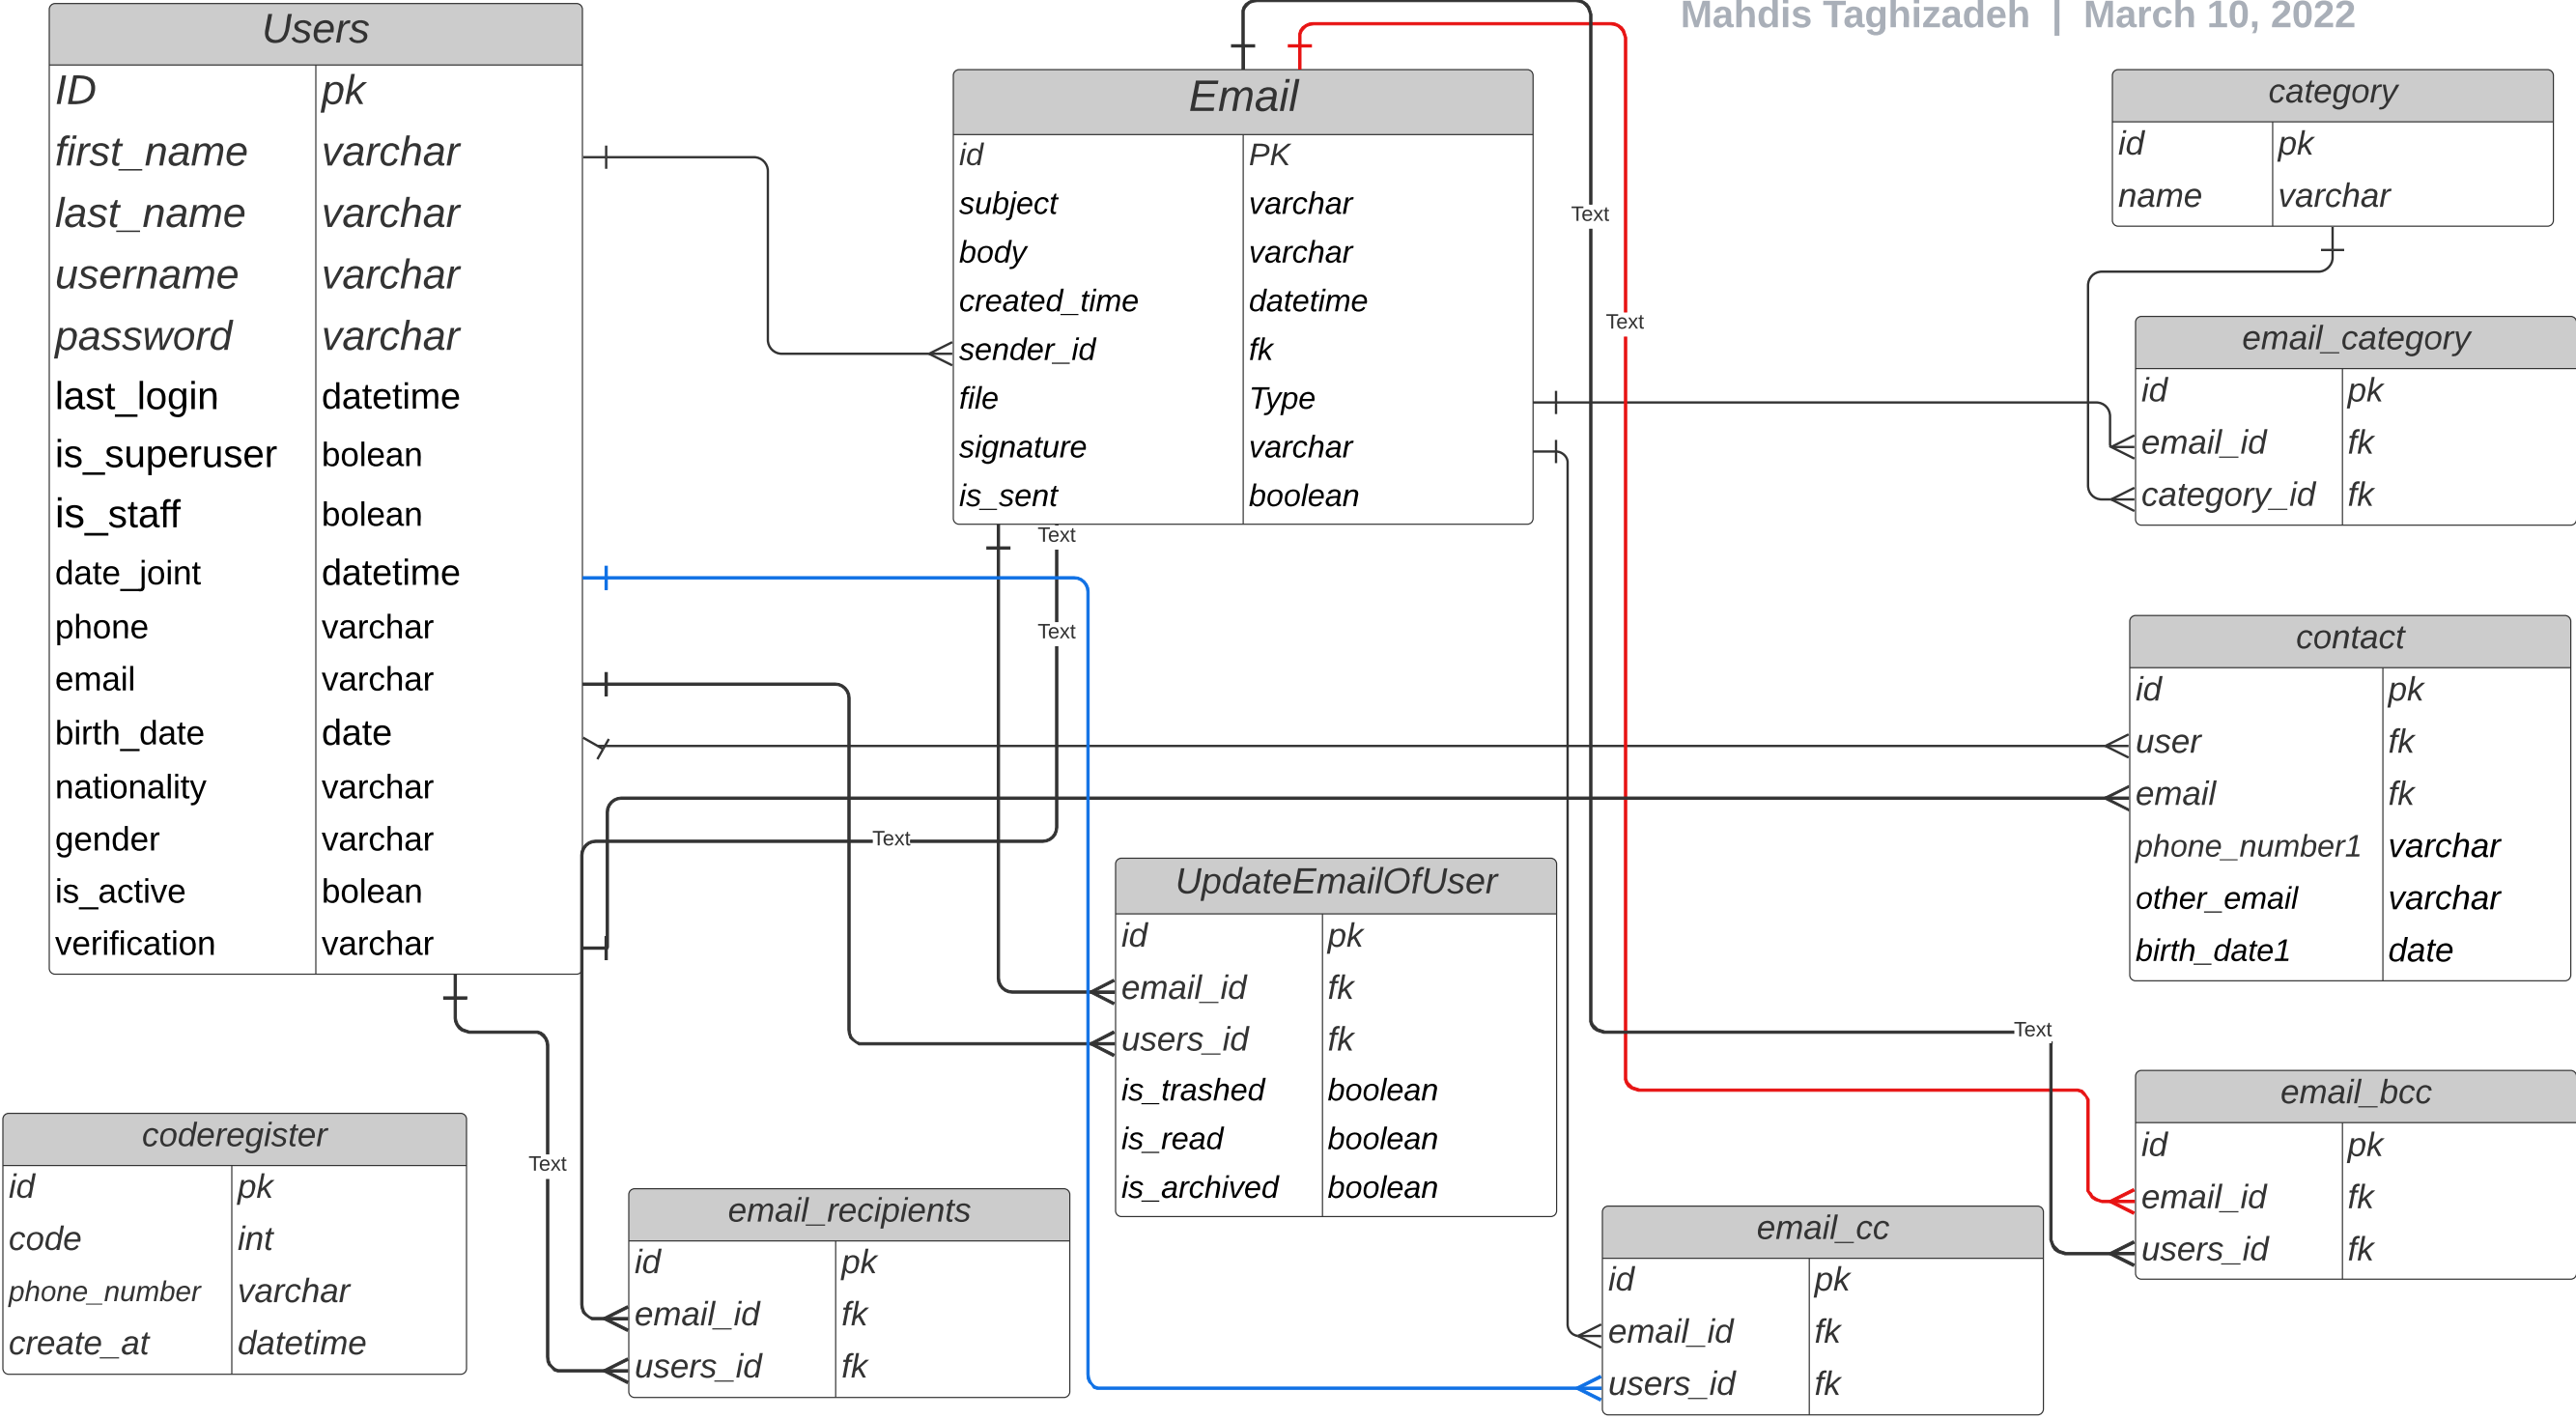 Mahdis Taghizadeh | March 10, 2022
Users
ID pk
first_name varchar
last_name varchar
username varchar
password varchar
last_login datetime
is_superuser bolean
is_staff bolean
date_joint datetime
phone varchar
email varchar
birth_date date
nationality varchar
gender varchar
is_active bolean
verification varchar
Email
id PK
subject varchar
body varchar
created_time datetime
sender_id fk
file Type
signature varchar
is_sent boolean
category
id pk
name varchar
email_category
id pk
email_id fk
category_id fk
contact
id pk
user fk
email fk
phone_number1 varchar
other_email varchar
birth_date1 date
UpdateEmailOfUser
id pk
email_id fk
users_id fk
is_trashed boolean
is_read boolean
is_archived boolean
coderegister
id pk
code int
phone_number varchar
create_at datetime
email_recipients
id pk
email_id fk
users_id fk
email_cc
id pk
email_id fk
users_id fk
email_bcc
id pk
email_id fk
users_id fk
Text
Text
Text
Text
Text
Text
Text